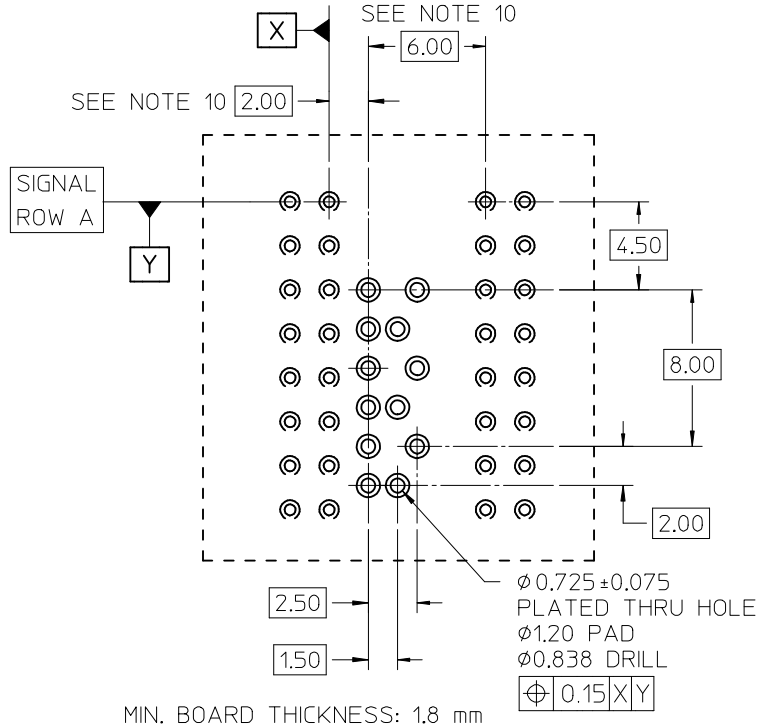 SEE NOTE 10
X
6.00
SEE NOTE 10 2.00
SIGNAL
ROW A
Y
4.50
8.00
2.00
2.50
1.50
Ø0.725±0.075
PLATED THRU HOLE
Ø1.20 PAD
Ø0.838 DRILL
⌖ 0.15 X Y
MIN. BOARD THICKNESS: 1.8 mm